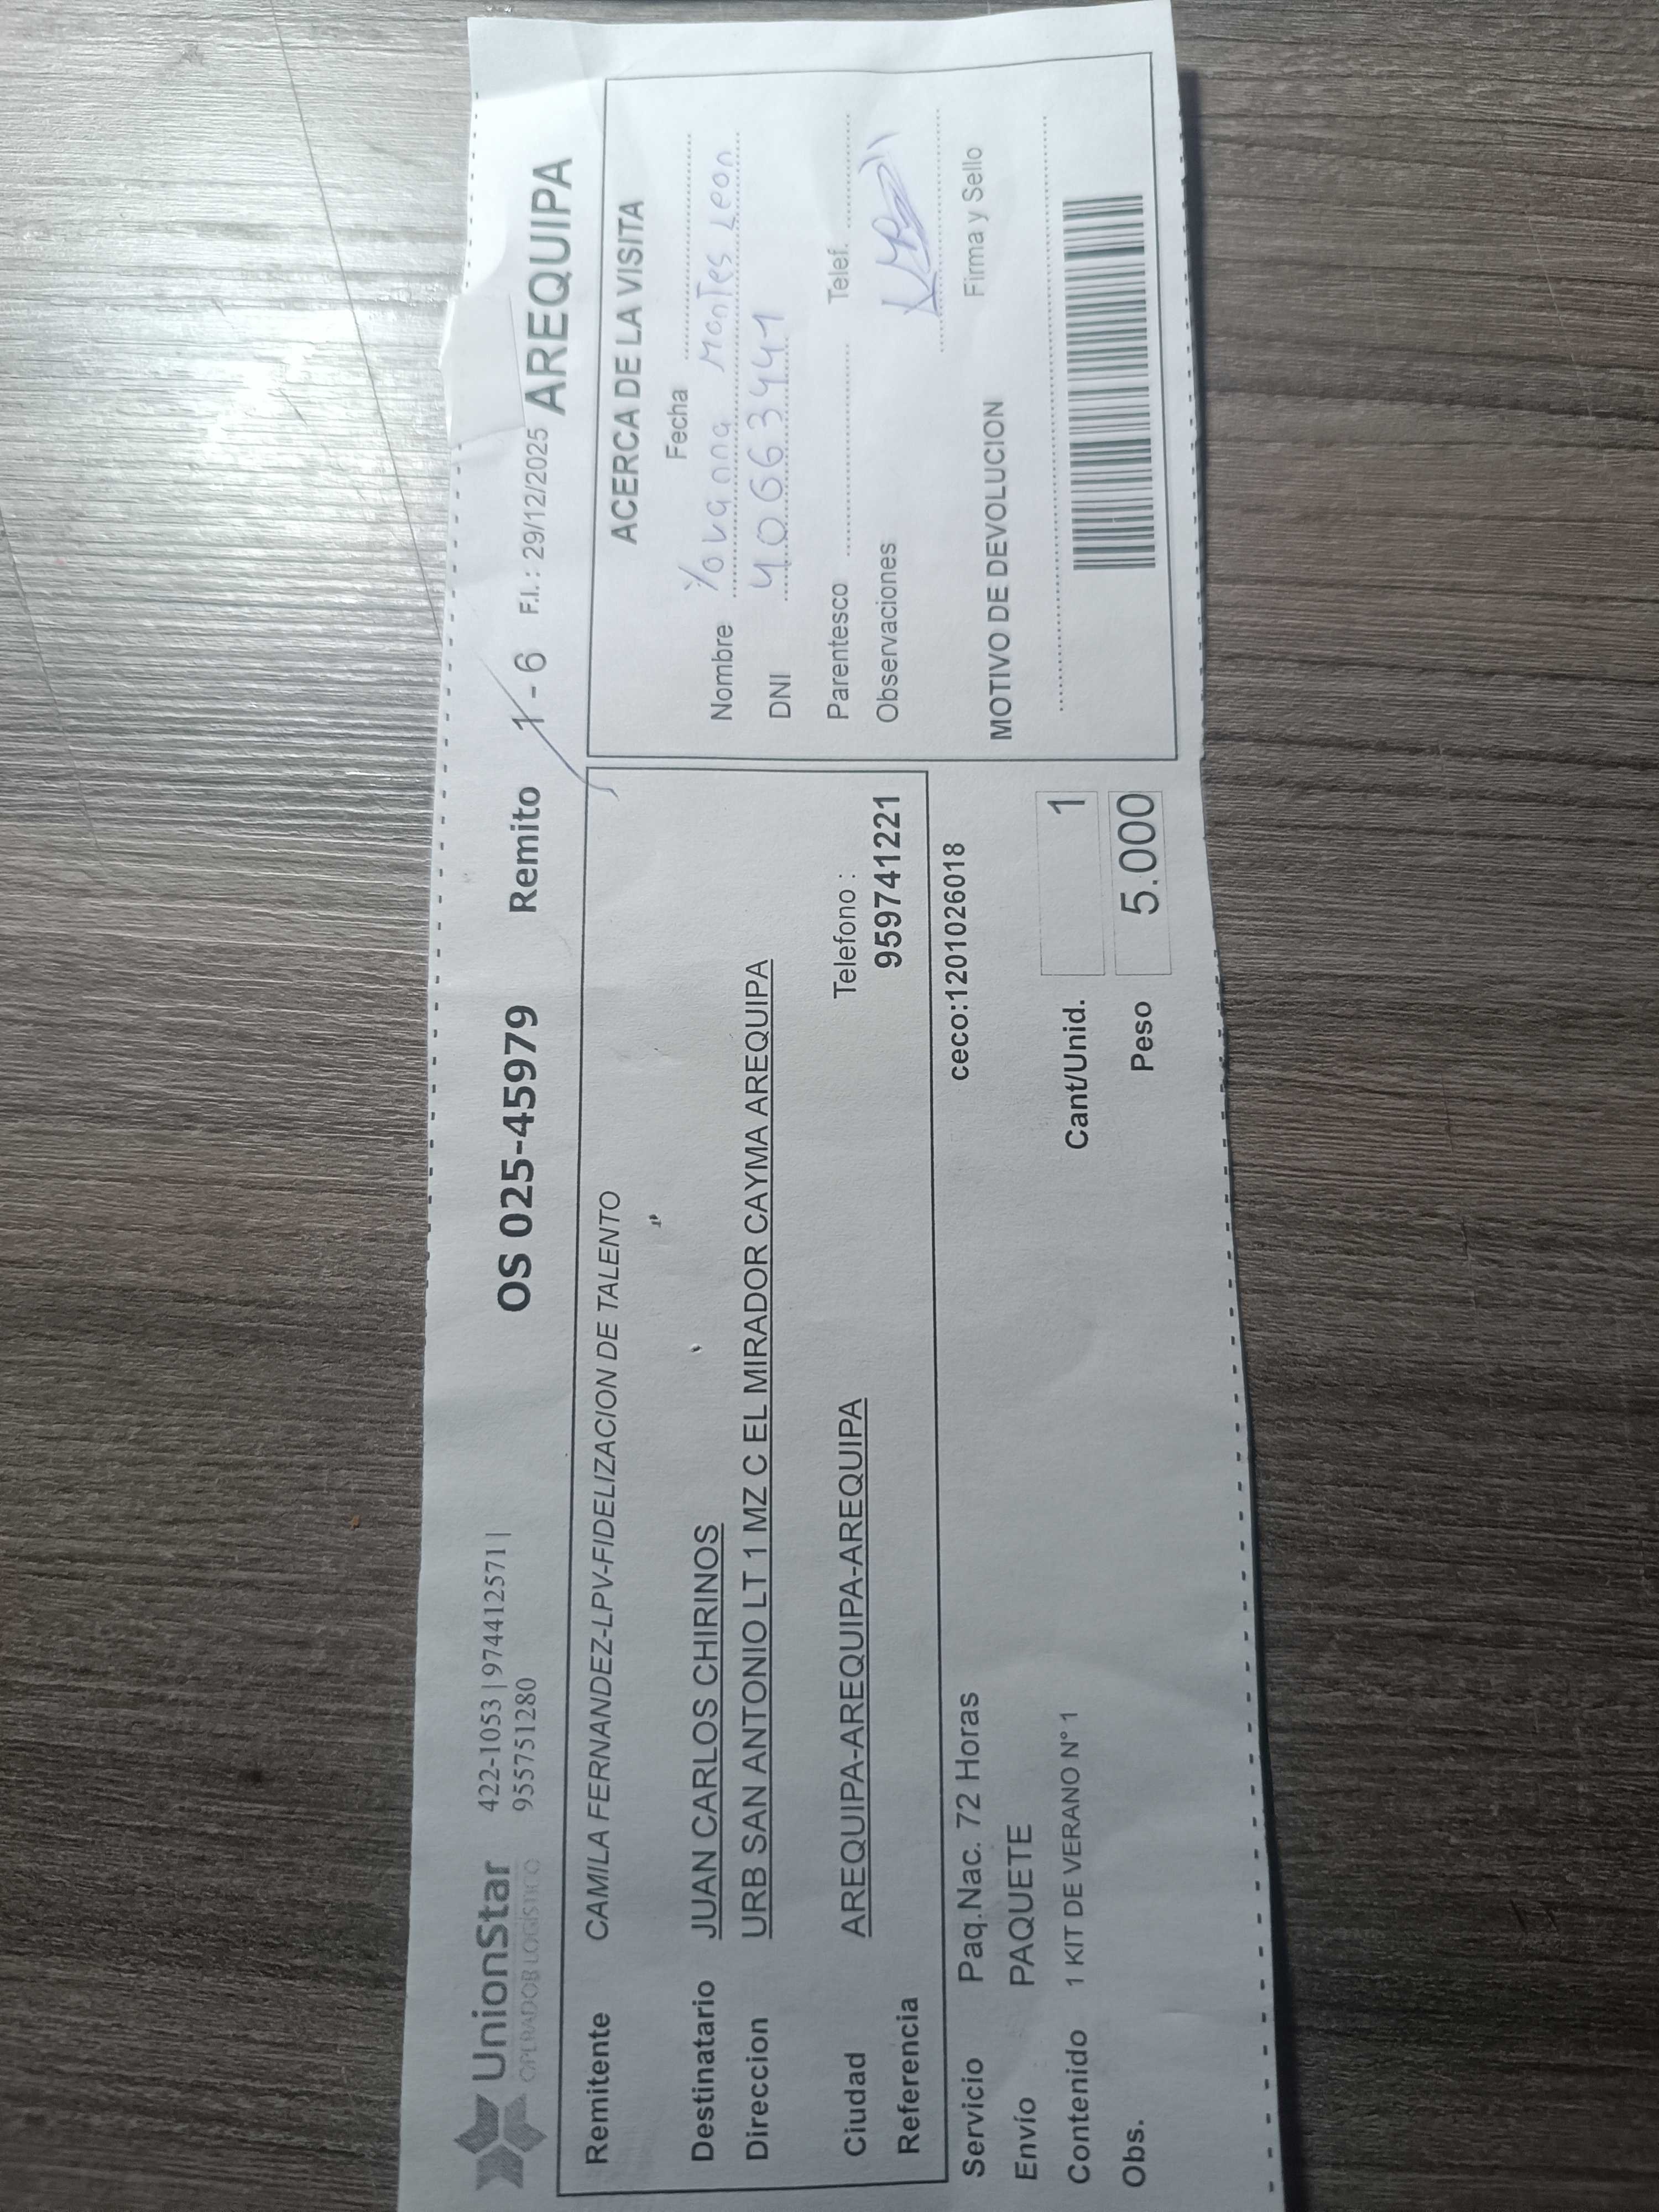 UnionStar
OPERADOR LOGÍSTICO
422-1053 | 974412571 |
955751280
OS 025-45979
Remito 1 - 6 F.I. : 29/12/2025 AREQUIPA
Remitente CAMILA FERNANDEZ-LPV-FIDELIZACION DE TALENTO
Destinatario JUAN CARLOS CHIRINOS
Direccion URB SAN ANTONIO LT 1 MZ C EL MIRADOR CAYMA AREQUIPA
Ciudad AREQUIPA-AREQUIPA-AREQUIPA
Telefono :
959741221
Referencia
Servicio Paq.Nac. 72 Horas
ceco:1201026018
Envío PAQUETE
Contenido 1 KIT DE VERANO N° 1
Cant/Unid. 1
Obs.
Peso 5.000
ACERCA DE LA VISITA
Fecha
Nombre Yovanna Montes Leon
DNI 40663441
Parentesco Telef.
Observaciones
Firma y Sello
MOTIVO DE DEVOLUCION